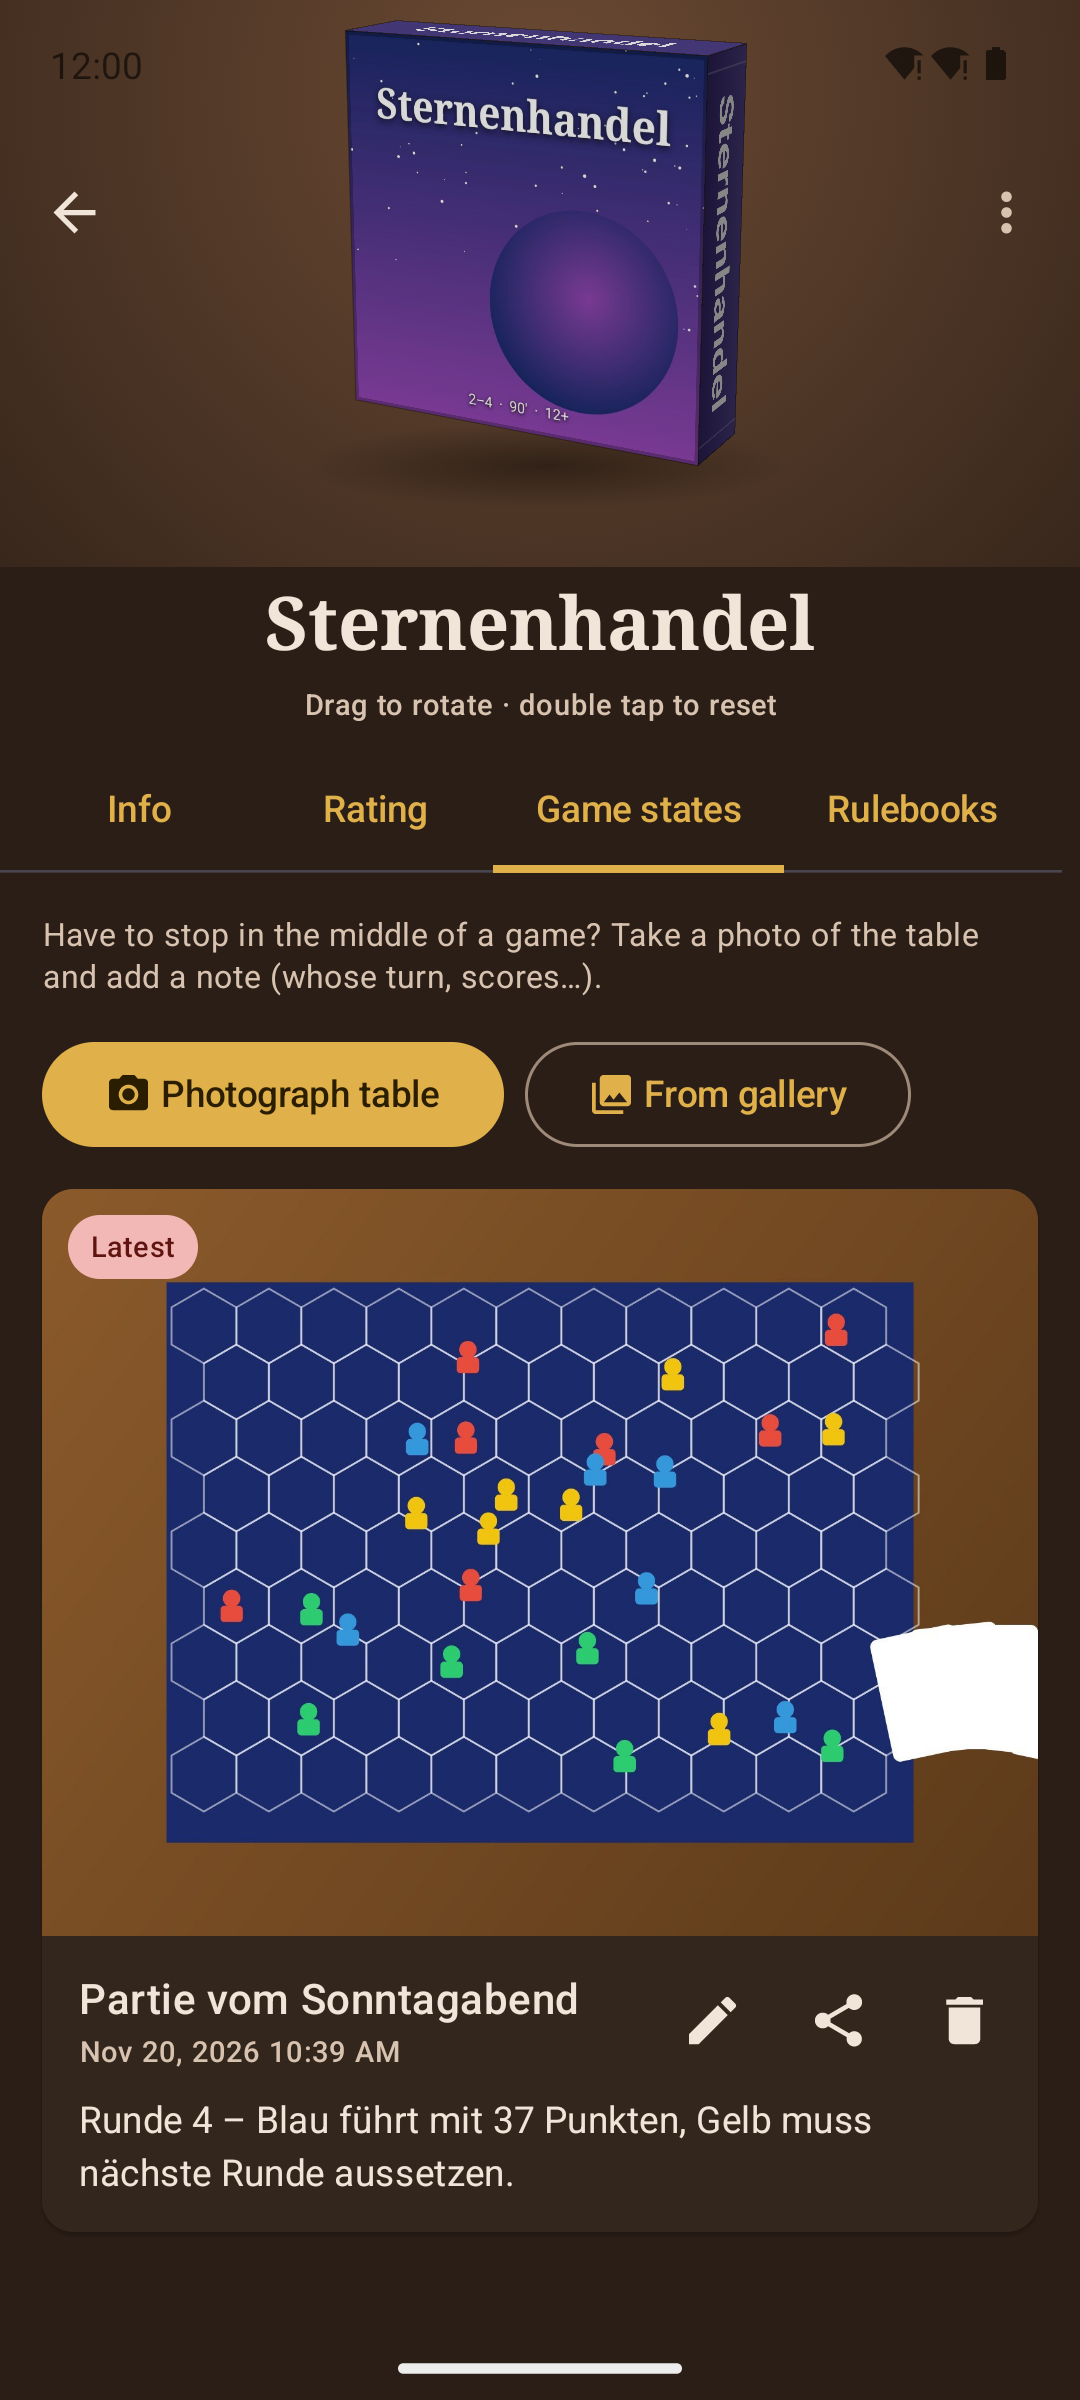 12:00
Sternenhandel
Sternenhandel
Sternenhandel
2–4 · 90' · 12+
Sternenhandel
Drag to rotate · double tap to reset
Info
Rating
Game states
Rulebooks
Have to stop in the middle of a game? Take a photo of the table
and add a note (whose turn, scores…).
Photograph table
From gallery
Latest
Partie vom Sonntagabend
Nov 20, 2026 10:39 AM
Runde 4 – Blau führt mit 37 Punkten, Gelb muss
nächste Runde aussetzen.